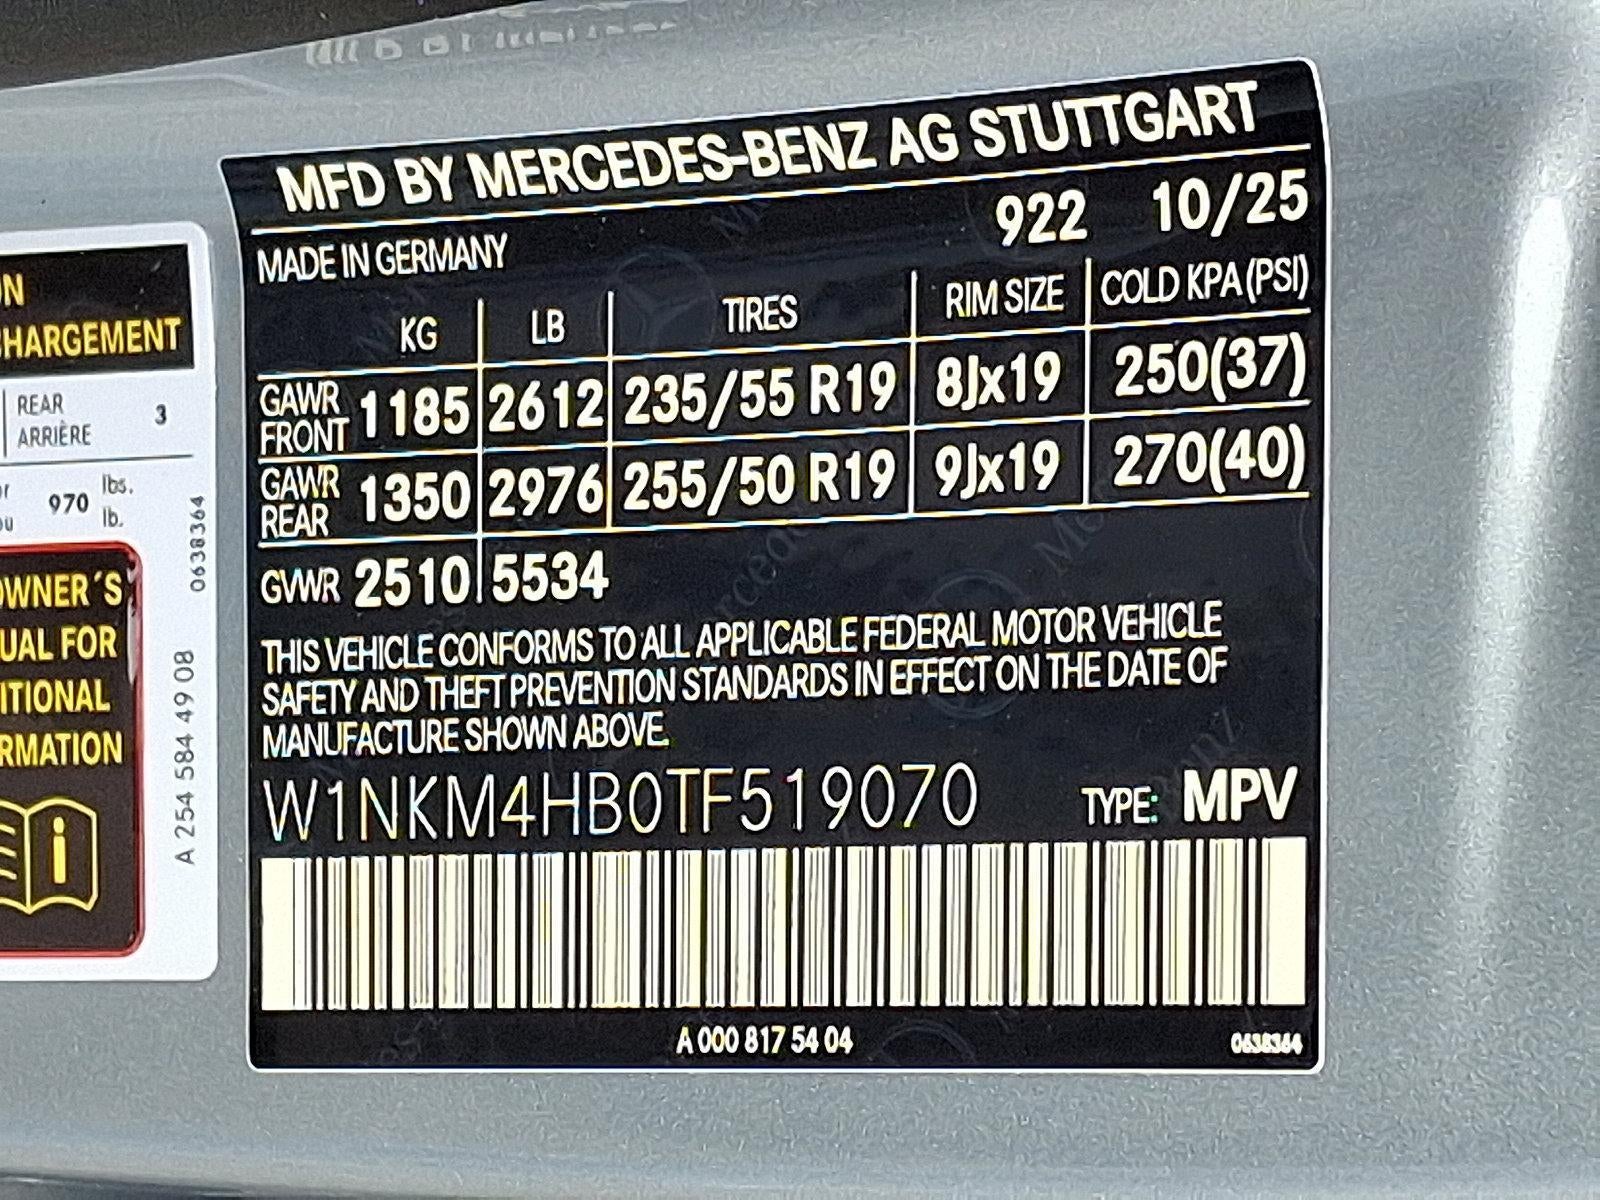 MFD BY MERCEDES-BENZ AG STUTTGART
MADE IN GERMANY 922 10/25
KG LB TIRES RIM SIZE COLD KPA (PSI)
GAWR FRONT 1185 2612 235/55 R19 8Jx19 250(37)
GAWR REAR 1350 2976 255/50 R19 9Jx19 270(40)
GVWR 2510 5534
THIS VEHICLE CONFORMS TO ALL APPLICABLE FEDERAL MOTOR VEHICLE
SAFETY AND THEFT PREVENTION STANDARDS IN EFFECT ON THE DATE OF
MANUFACTURE SHOWN ABOVE.
W1NKM4HB0TF519070 TYPE: MPV
A 000 817 54 04 0638364
HARGEMENT
REAR 3
ARRIÈRE
970 lbs.
lb.
OWNER´S
UAL FOR
ITIONAL
RMATION
0638364
A 254 584 49 08